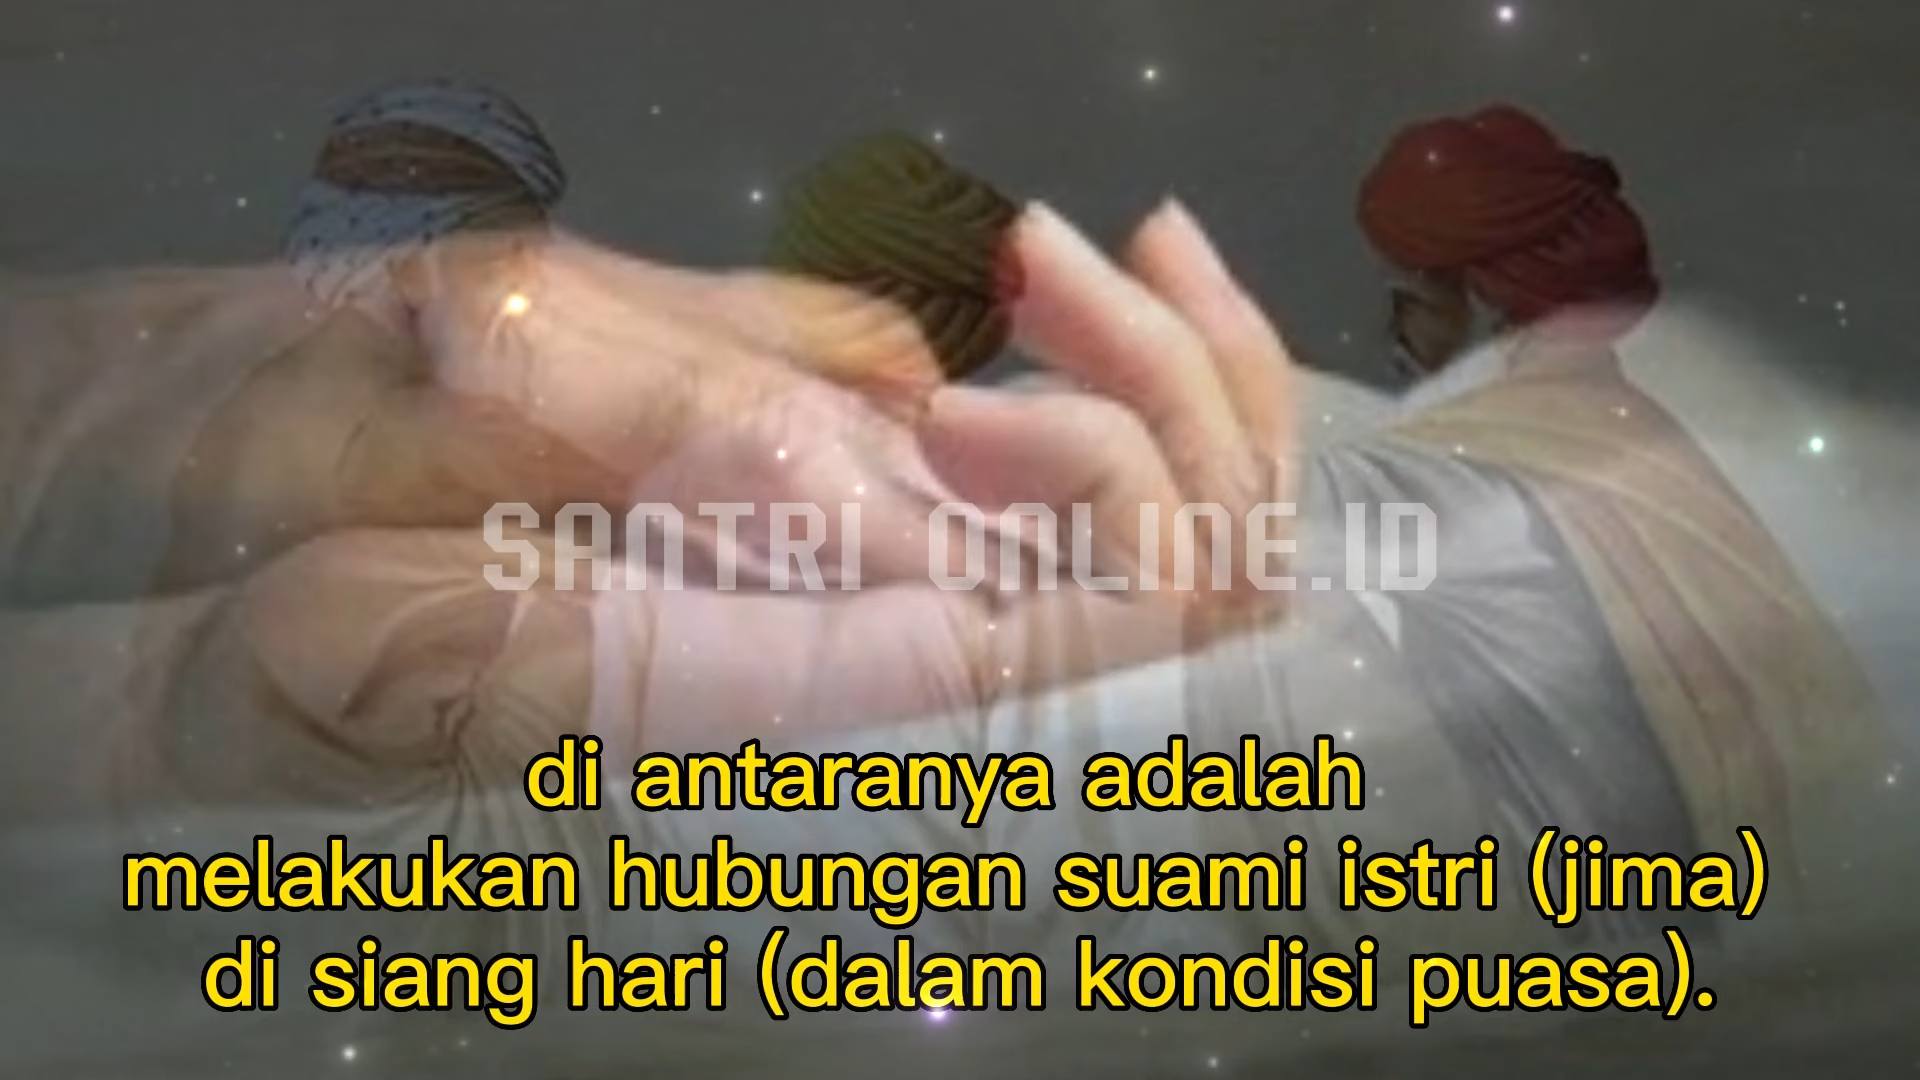 SANTRI ONLINE.ID
di antaranya adalah
melakukan hubungan suami istri (jima)
di siang hari (dalam kondisi puasa).